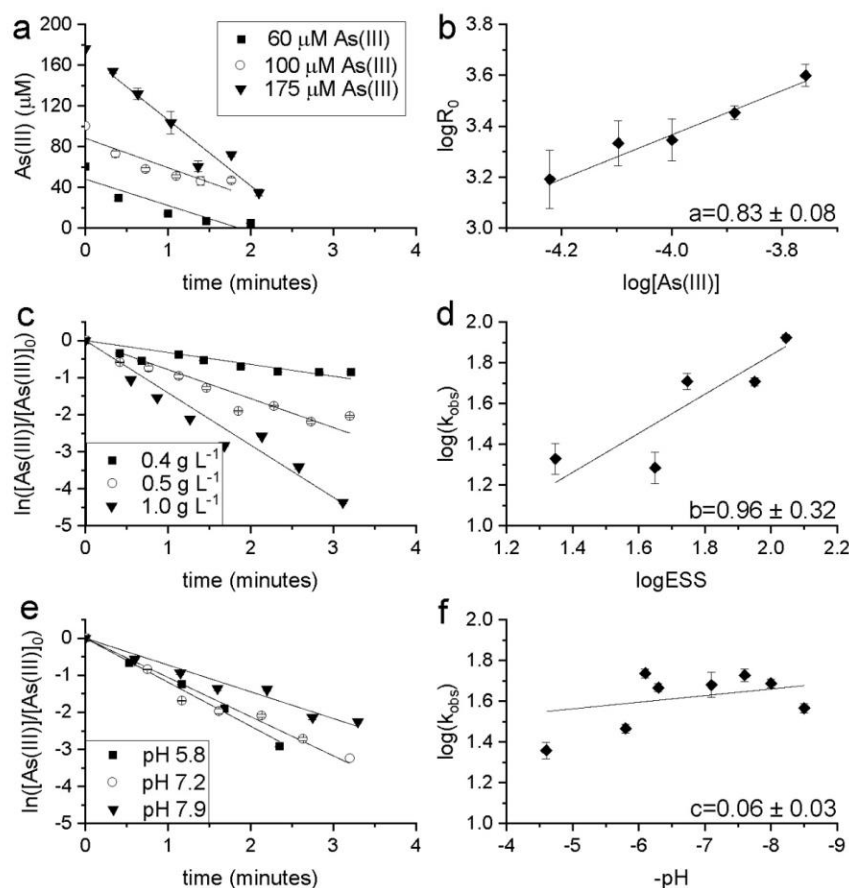 a
As(III) (μM)
200
160
120
80
40
0
60 μM As(III)
100 μM As(III)
175 μM As(III)
0 1 2 3 4
time (minutes)
b
logR0
3.8
3.6
3.4
3.2
3.0
a=0.83 ± 0.08
-4.2 -4.0 -3.8
log[As(III)]
c
ln([As(III)]/[As(III)]0)
0
-1
-2
-3
-4
-5
0.4 g L-1
0.5 g L-1
1.0 g L-1
0 1 2 3 4
time (minutes)
d
log(kobs)
2.0
1.8
1.6
1.4
1.2
1.0
b=0.96 ± 0.32
1.2 1.4 1.6 1.8 2.0 2.2
logESS
e
ln([As(III)]/[As(III)]0)
0
-1
-2
-3
-4
-5
pH 5.8
pH 7.2
pH 7.9
0 1 2 3 4
time (minutes)
f
log(kobs)
2.0
1.8
1.6
1.4
1.2
1.0
c=0.06 ± 0.03
-4 -5 -6 -7 -8 -9
-pH